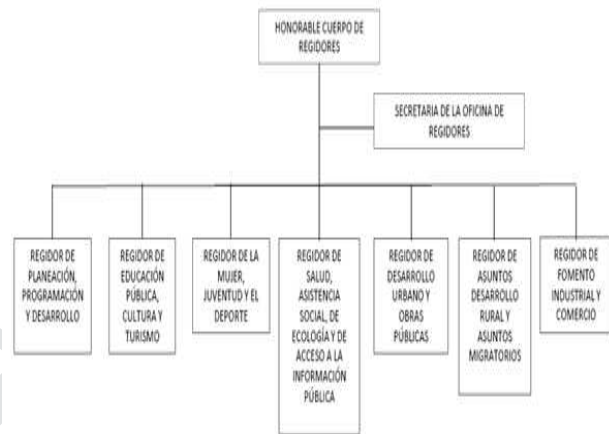 HONORABLE CUERPO DE
REGIDORES
SECRETARIA DE LA OFICINA DE
REGIDORES
REGIDOR DE
PLANEACIÓN,
PROGRAMACIÓN
Y DESARROLLO
REGIDOR DE
EDUCACIÓN
PÚBLICA,
CULTURA Y
TURISMO
REGIDOR DE LA
MUJER,
JUVENTUD Y EL
DEPORTE
REGIDOR DE
SALUD,
ASISTENCIA
SOCIAL, DE
ECOLOGÍA Y DE
ACCESO A LA
INFORMACIÓN
PÚBLICA
REGIDOR DE
DESARROLLO
URBANO Y
OBRAS
PÚBLICAS
REGIDOR DE
ASUNTOS
DESARROLLO
RURAL Y
ASUNTOS
MIGRATORIOS
REGIDOR DE
FOMENTO
INDUSTRIAL Y
COMERCIO